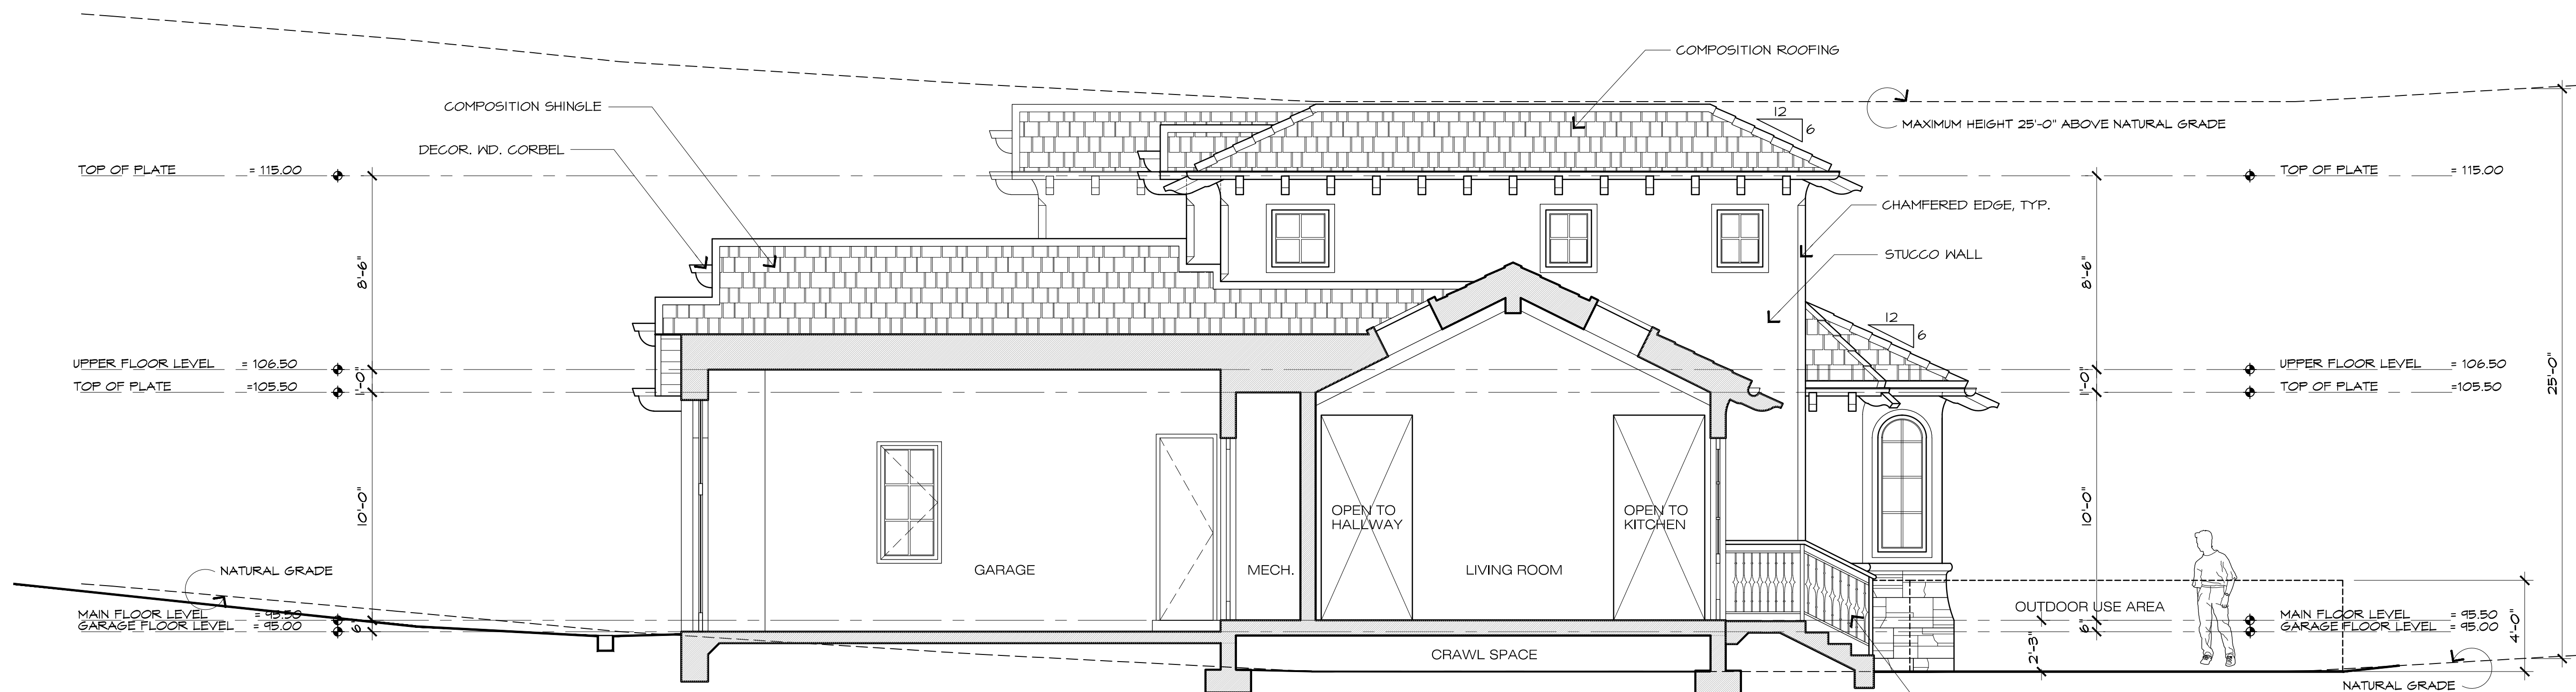 COMPOSITION ROOFING
COMPOSITION SHINGLE
12
6
MAXIMUM HEIGHT 25'-0" ABOVE NATURAL GRADE
DECOR. WD. CORBEL
TOP OF PLATE = 115.00
TOP OF PLATE = 115.00
CHAMFERED EDGE, TYP.
STUCCO WALL
8'-6"
8'-6"
12
6
25'-0"
UPPER FLOOR LEVEL = 106.50
UPPER FLOOR LEVEL = 106.50
1'-0"
1'-0"
TOP OF PLATE =105.50
TOP OF PLATE =105.50
10'-0"
10'-0"
OPEN TO
HALLWAY
OPEN TO
KITCHEN
NATURAL GRADE
GARAGE
MECH.
LIVING ROOM
OUTDOOR USE AREA
MAIN FLOOR LEVEL = 95.50
GARAGE FLOOR LEVEL = 95.00
6"
6"
MAIN FLOOR LEVEL = 95.50
GARAGE FLOOR LEVEL = 95.00
4'-0"
2'-3"
CRAWL SPACE
NATURAL GRADE